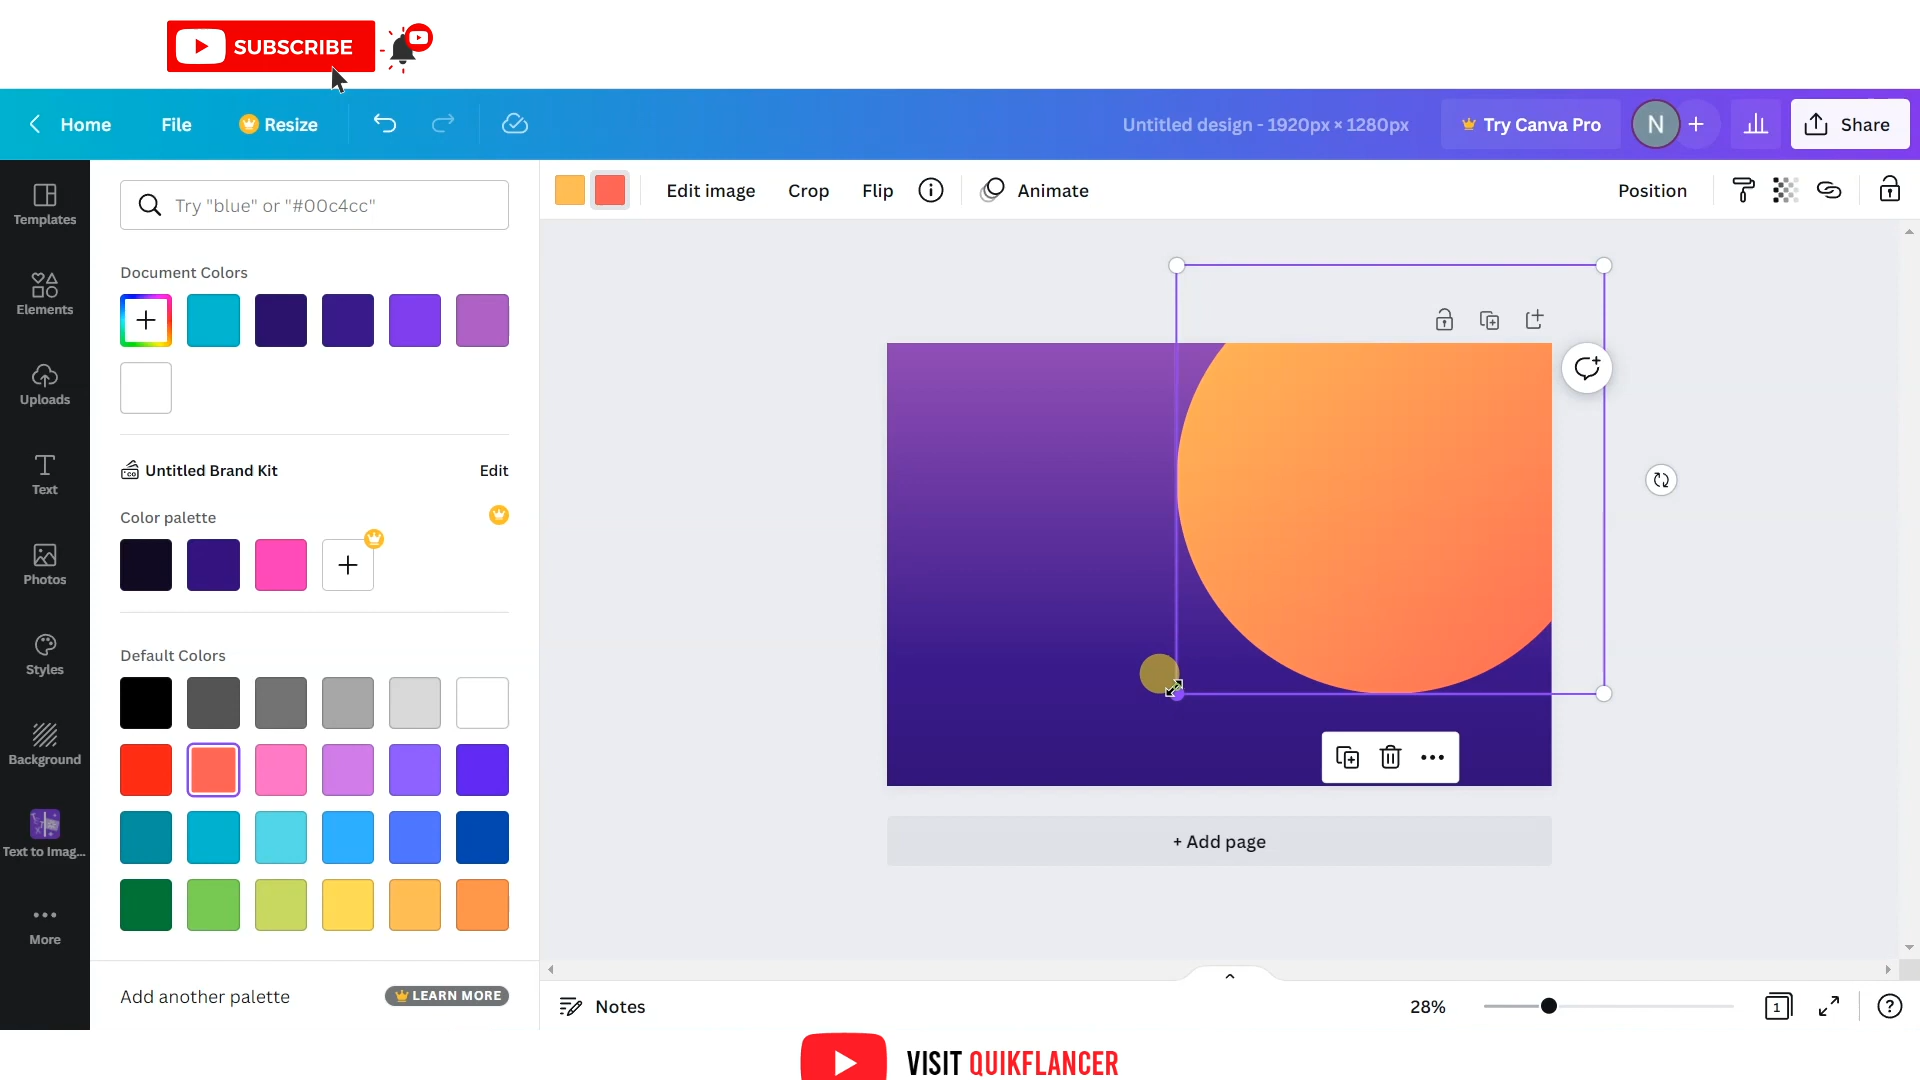 SUBSCRIBE
Home
File
Resize
Untitled design - 1920px × 1280px
Try Canva Pro
N
Share
Templates
Elements
Uploads
Text
Photos
Styles
Background
Text to Imag...
More
Try "blue" or "#00c4cc"
Document Colors
Untitled Brand Kit
Edit
Color palette
Default Colors
Add another palette
LEARN MORE
Edit image
Crop
Flip
Animate
Position
+ Add page
Notes
28%
1
VISIT QUIKFLANCER